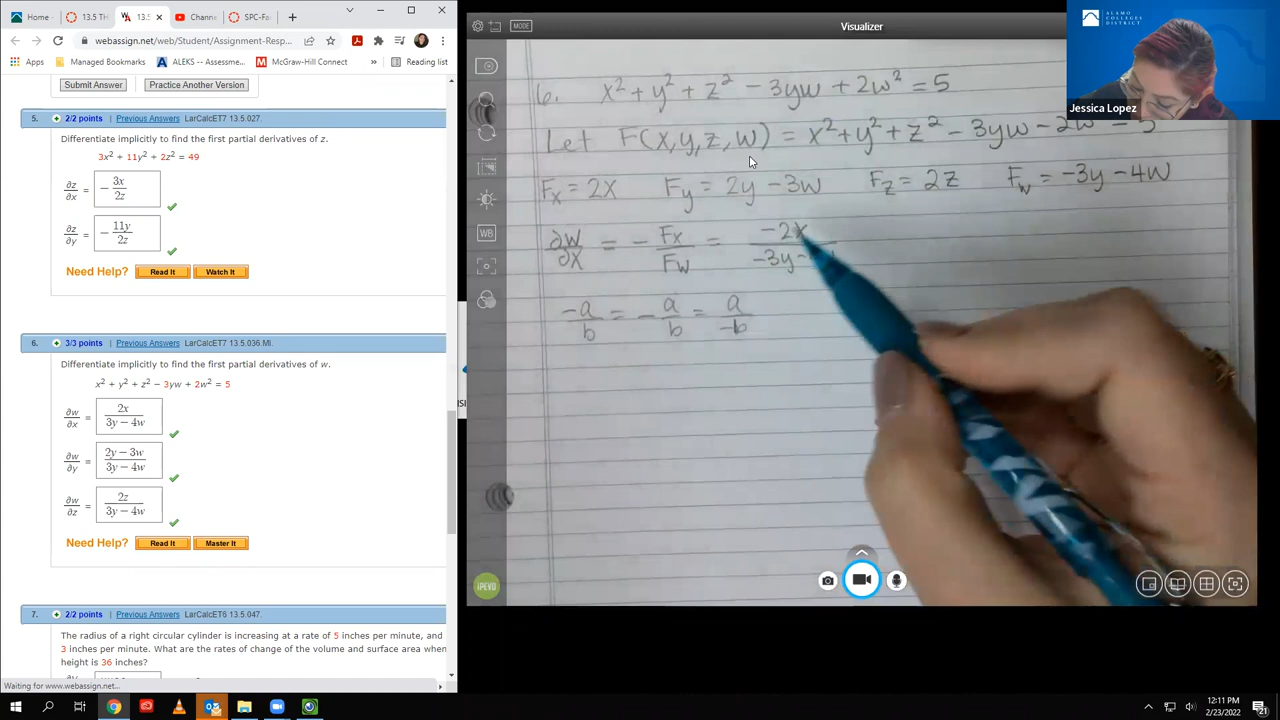 Home -
13.5 TH
13.5
Channe
SPC-Fac
webassign.net/web/Student/Assignment-Resp...
Apps
Managed Bookmarks
ALEKS -- Assessme...
McGraw-Hill Connect
»
Reading list
Submit Answer
Practice Another Version
5. 2/2 points Previous Answers LarCalcET7 13.5.027.
Differentiate implicitly to find the first partial derivatives of z.
3x² + 11y² + 2z² = 49
∂z/∂x = − 3x/2z
∂z/∂y = − 11y/2z
Need Help? Read It Watch It
6. 3/3 points Previous Answers LarCalcET7 13.5.036.MI.
Differentiate implicitly to find the first partial derivatives of w.
x² + y² + z² − 3yw + 2w² = 5
∂w/∂x = 2x/3y − 4w
∂w/∂y = 2y − 3w/3y − 4w
∂w/∂z = 2z/3y − 4w
Need Help? Read It Master It
7. 2/2 points Previous Answers LarCalcET6 13.5.047.
The radius of a right circular cylinder is increasing at a rate of 5 inches per minute, and
3 inches per minute. What are the rates of change of the volume and surface area when
height is 36 inches?
Waiting for www.webassign.net...
Visualizer
MODE
WB
iPEVO
6. x² + y² + z² − 3yw + 2w² = 5
Let F(x,y,z,w) = x² + y² + z² − 3yw − 2w² = 5
Fx = 2x Fy = 2y − 3w Fz = 2z Fw = −3y − 4w
∂w/∂x = − Fx/Fw = −2x/−3y−
−a/b = − a/b = a/−b
ALAMO
COLLEGES
DISTRICT
Jessica Lopez
12:11 PM
2/23/2022
21